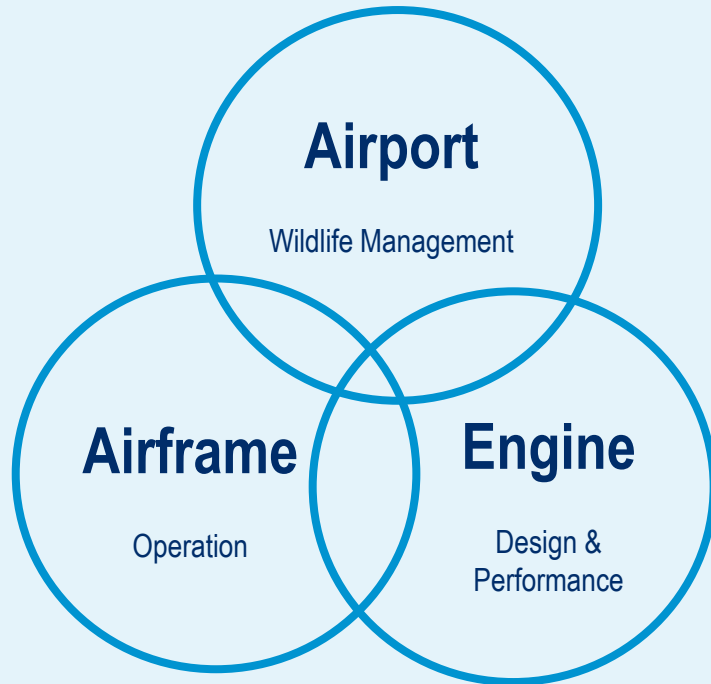 Airport
Wildlife Management
Airframe
Operation
Engine
Design &
Performance